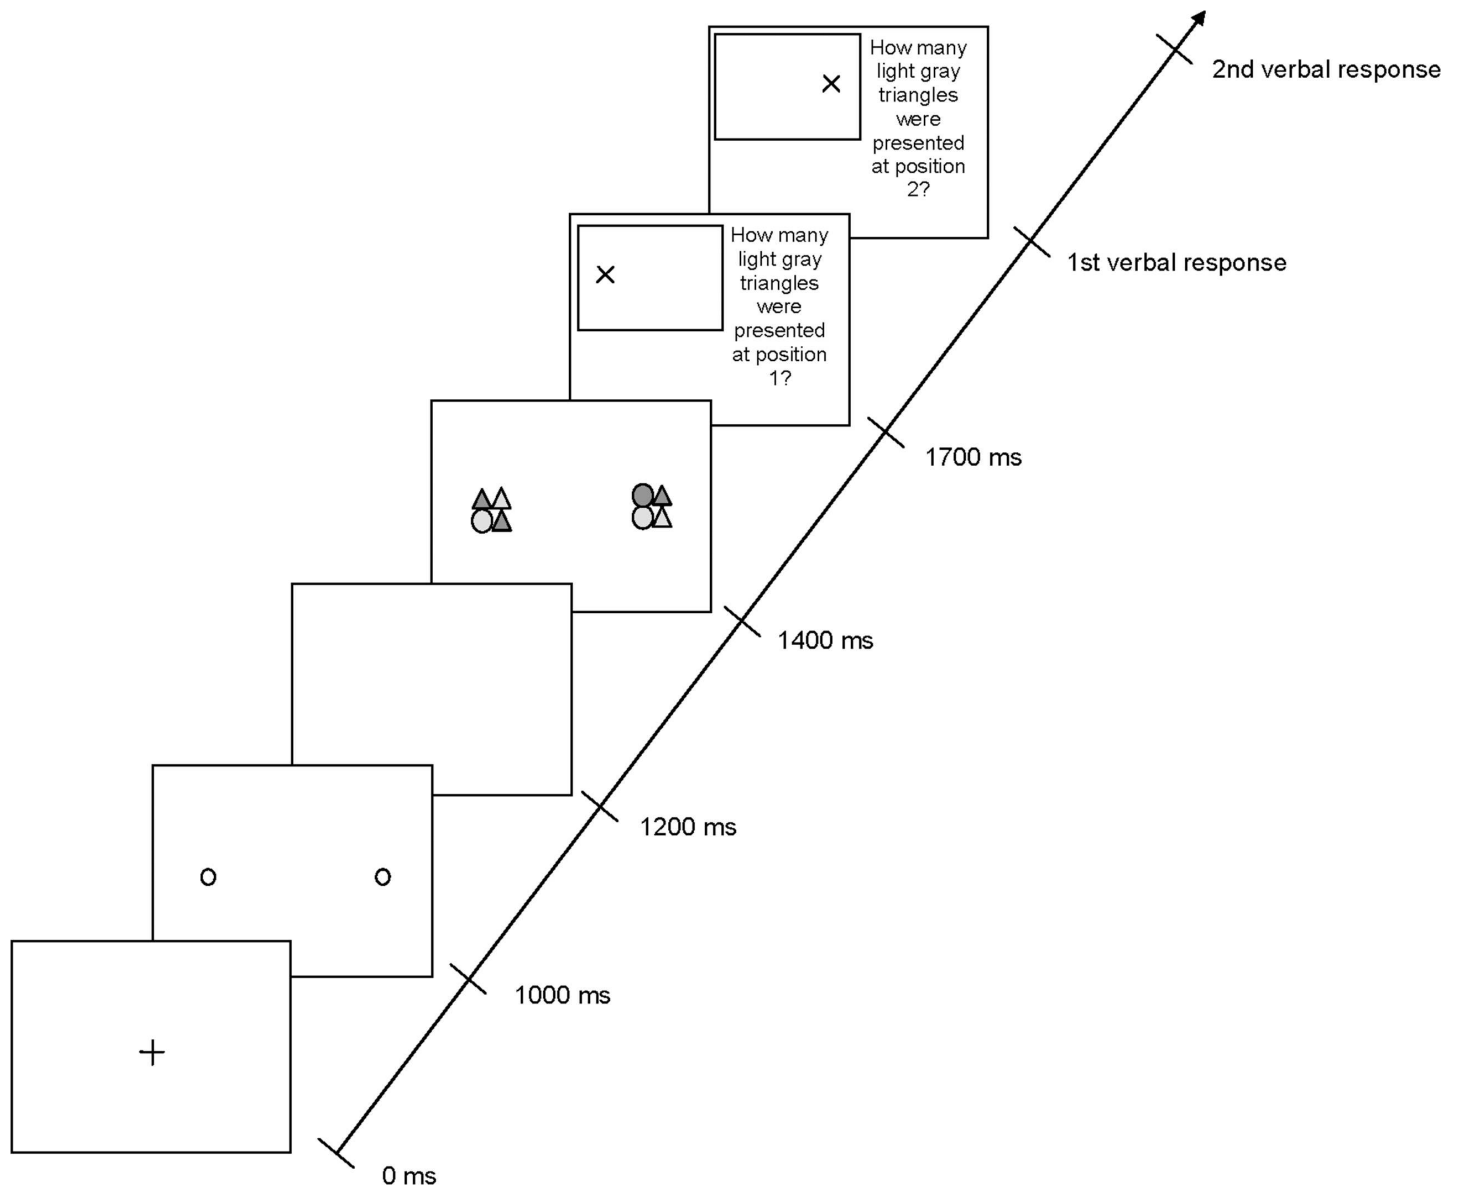 How many
light gray
triangles
were
presented
at position
2?
2nd verbal response
How many
light gray
triangles
were
presented
at position
1?
1st verbal response
1700 ms
1400 ms
1200 ms
1000 ms
0 ms